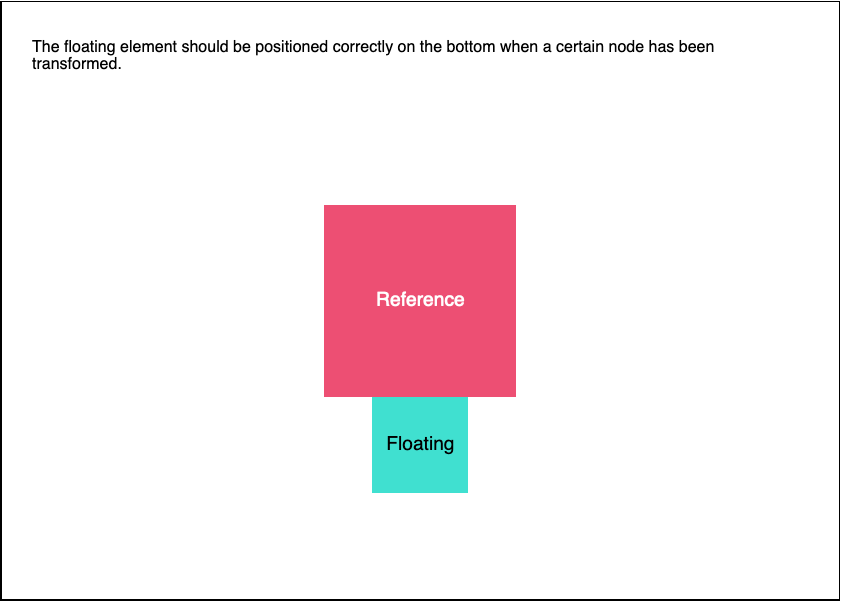 The floating element should be positioned correctly on the bottom when a certain node has been
transformed.
Reference
Floating